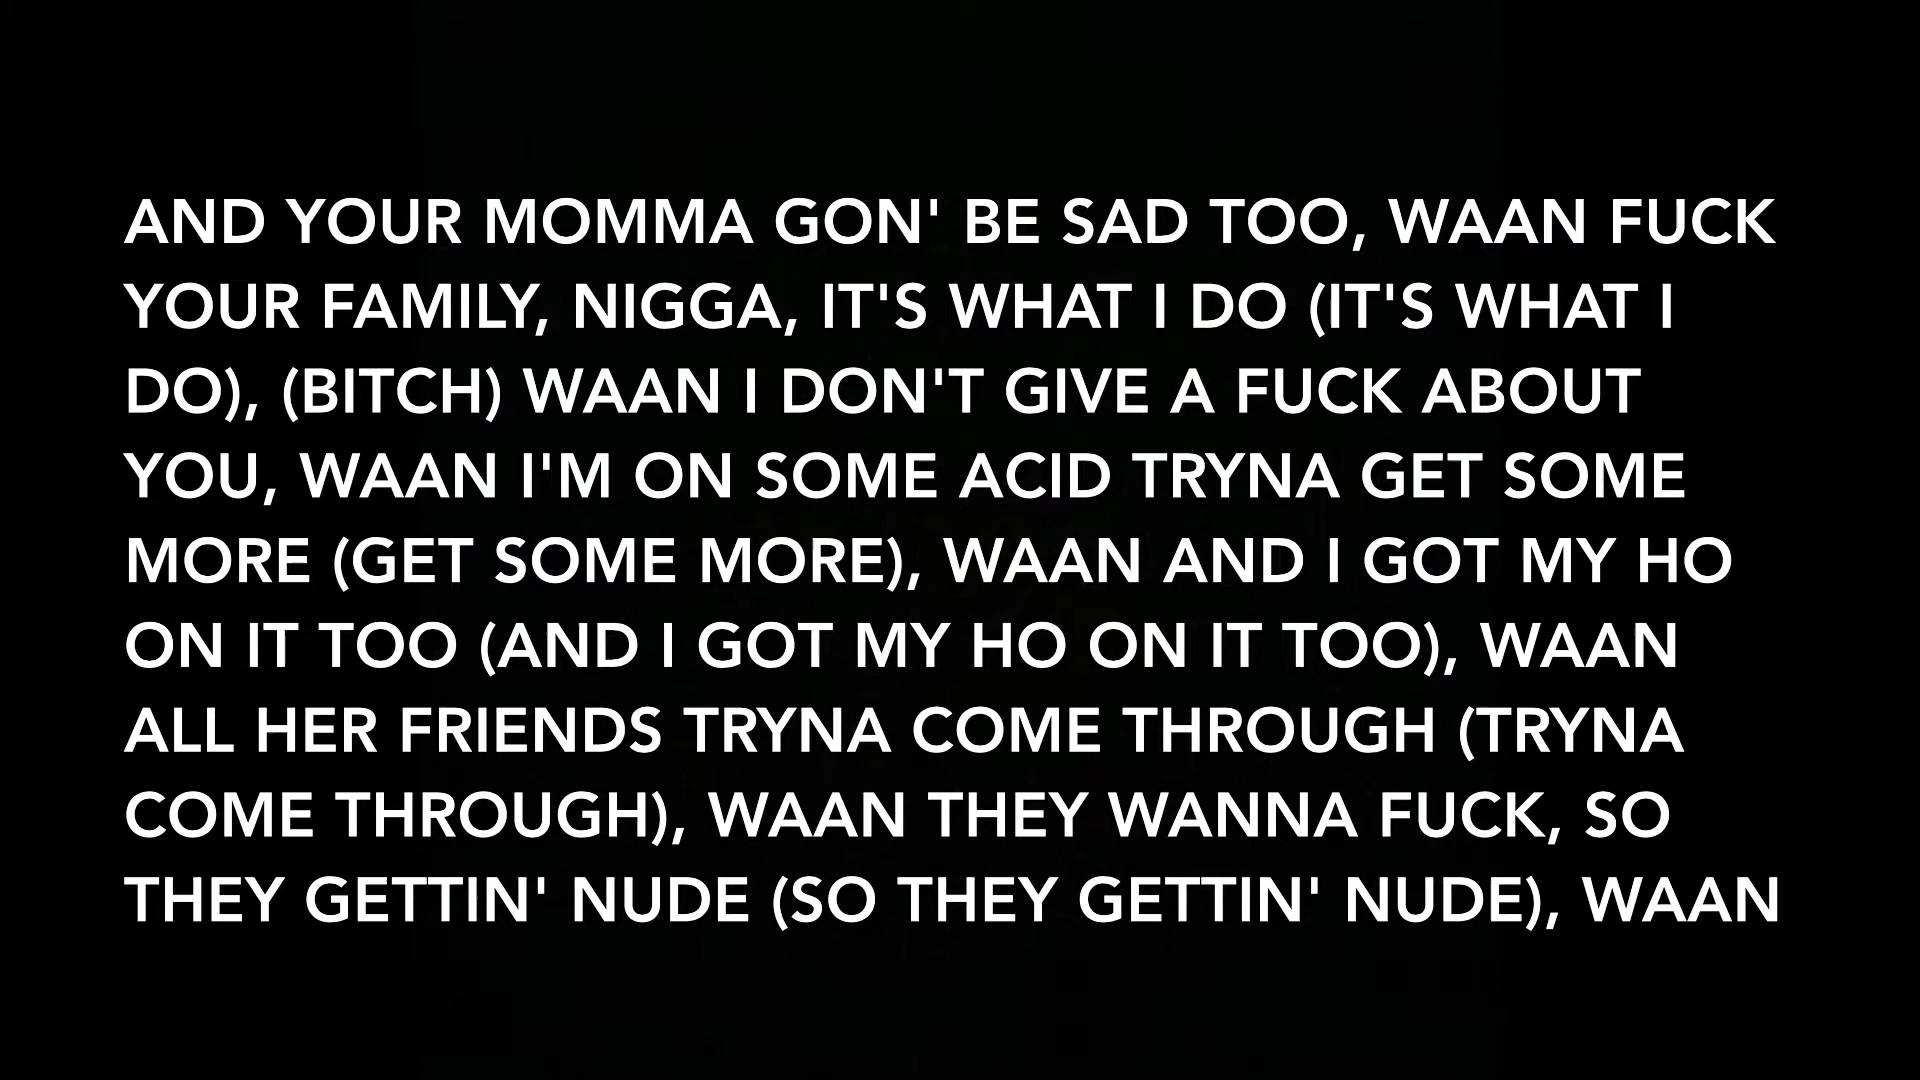 AND YOUR MOMMA GON' BE SAD TOO, WAAN FUCK
YOUR FAMILY, NIGGA, IT'S WHAT I DO (IT'S WHAT I
DO), (BITCH) WAAN I DON'T GIVE A FUCK ABOUT
YOU, WAAN I'M ON SOME ACID TRYNA GET SOME
MORE (GET SOME MORE), WAAN AND I GOT MY HO
ON IT TOO (AND I GOT MY HO ON IT TOO), WAAN
ALL HER FRIENDS TRYNA COME THROUGH (TRYNA
COME THROUGH), WAAN THEY WANNA FUCK, SO
THEY GETTIN' NUDE (SO THEY GETTIN' NUDE), WAAN